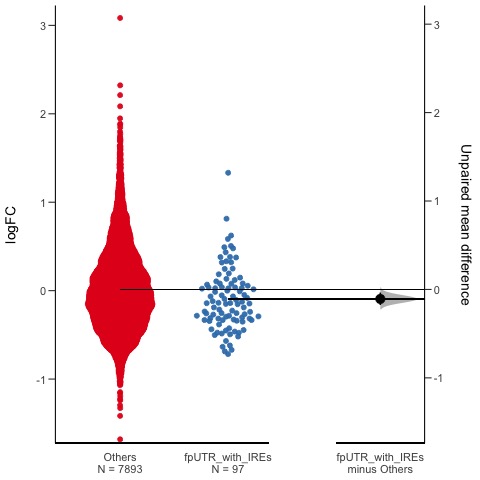 3
2
1
0
-1
logFC
3
2
1
0
-1
Unpaired mean difference
Others
N = 7893
fpUTR_with_IREs
N = 97
fpUTR_with_IREs
minus Others